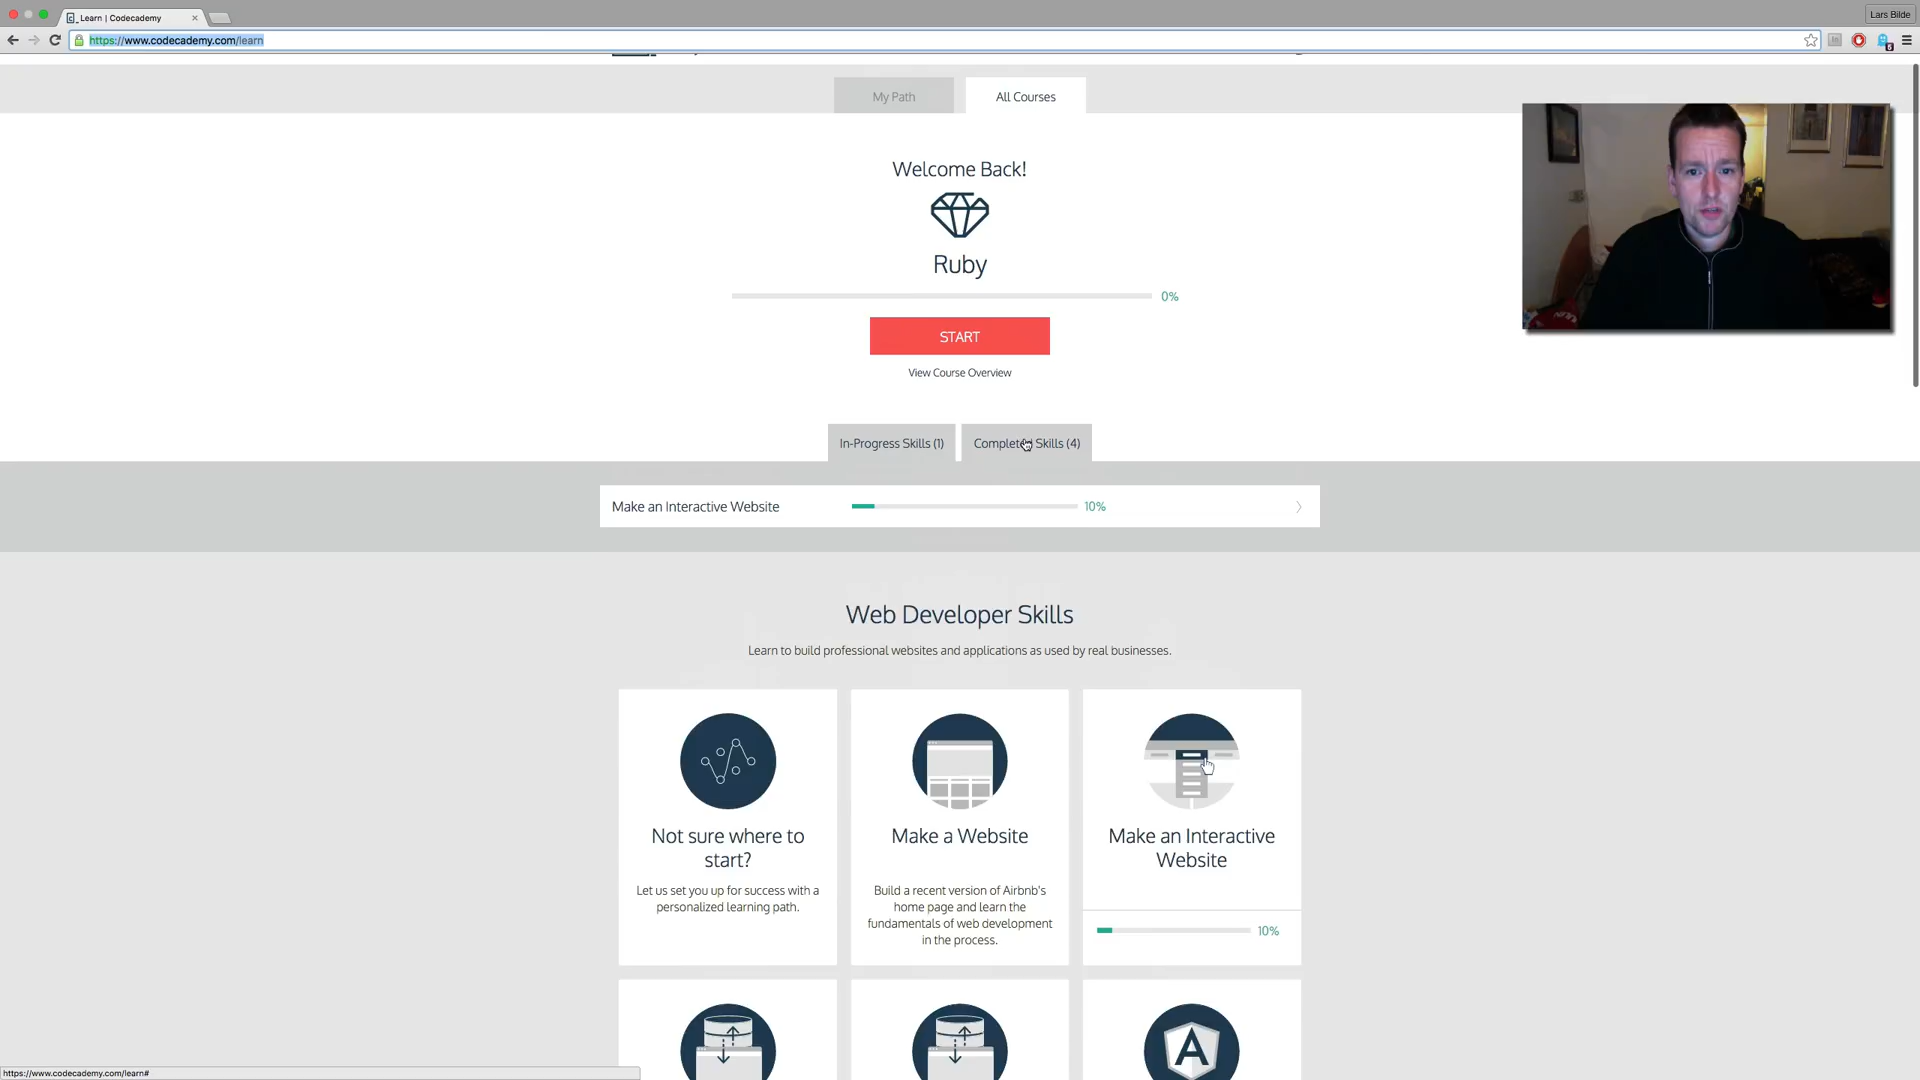 Learn | Codecademy
Lars Bilde
https://www.codecademy.com/learn
My Path
All Courses
Welcome Back!
Ruby
0%
START
View Course Overview
In-Progress Skills (1)
Completed Skills (4)
Make an Interactive Website
10%
Web Developer Skills
Learn to build professional websites and applications as used by real businesses.
Not sure where to
start?
Let us set you up for success with a
personalized learning path.
Make a Website
Build a recent version of Airbnb's
home page and learn the
fundamentals of web development
in the process.
Make an Interactive
Website
10%
https://www.codecademy.com/learn#